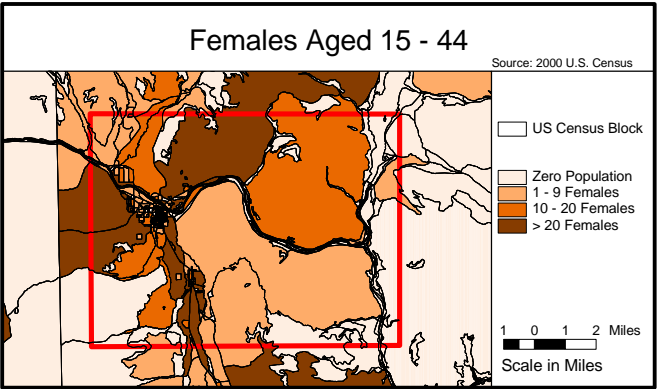 Females Aged 15 - 44
Source: 2000 U.S. Census
US Census Block
Zero Population
1 - 9 Females
10 - 20 Females
> 20 Females
1 0 1 2 Miles
Scale in Miles